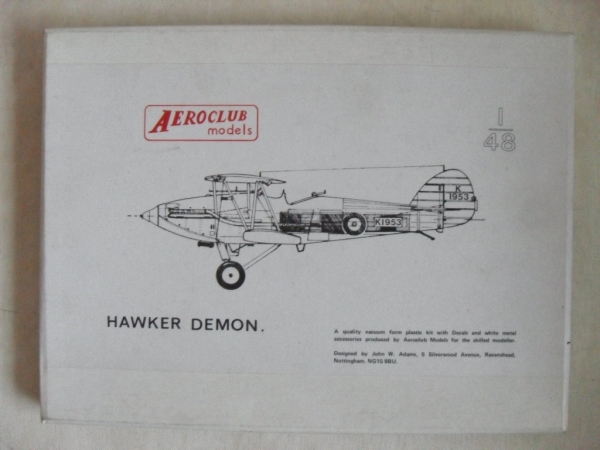 AEROCLUB
models
1
48
K
1953
K1953
HAWKER DEMON.
A quality vacuum form plastic kit with Decals and white metal
accessories produced by Aeroclub Models for the skilled modeller.
Designed by John W. Adams, 5 Silverwood Avenue, Ravenshead,
Nottingham. NG15 9BU.